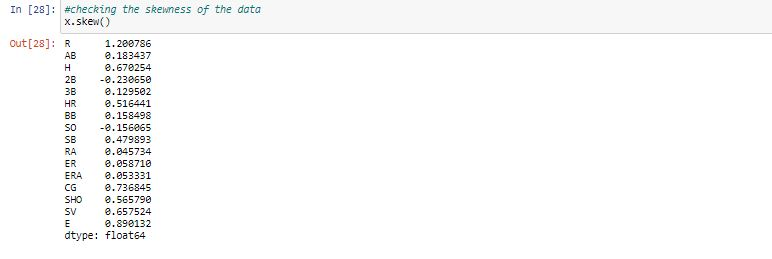 In [28]: #checking the skewness of the data
x.skew()
Out[28]: R 1.200786
AB 0.183437
H 0.670254
2B -0.230650
3B 0.129502
HR 0.516441
BB 0.158498
SO -0.156065
SB 0.479893
RA 0.045734
ER 0.058710
ERA 0.053331
CG 0.736845
SHO 0.565790
SV 0.657524
E 0.890132
dtype: float64